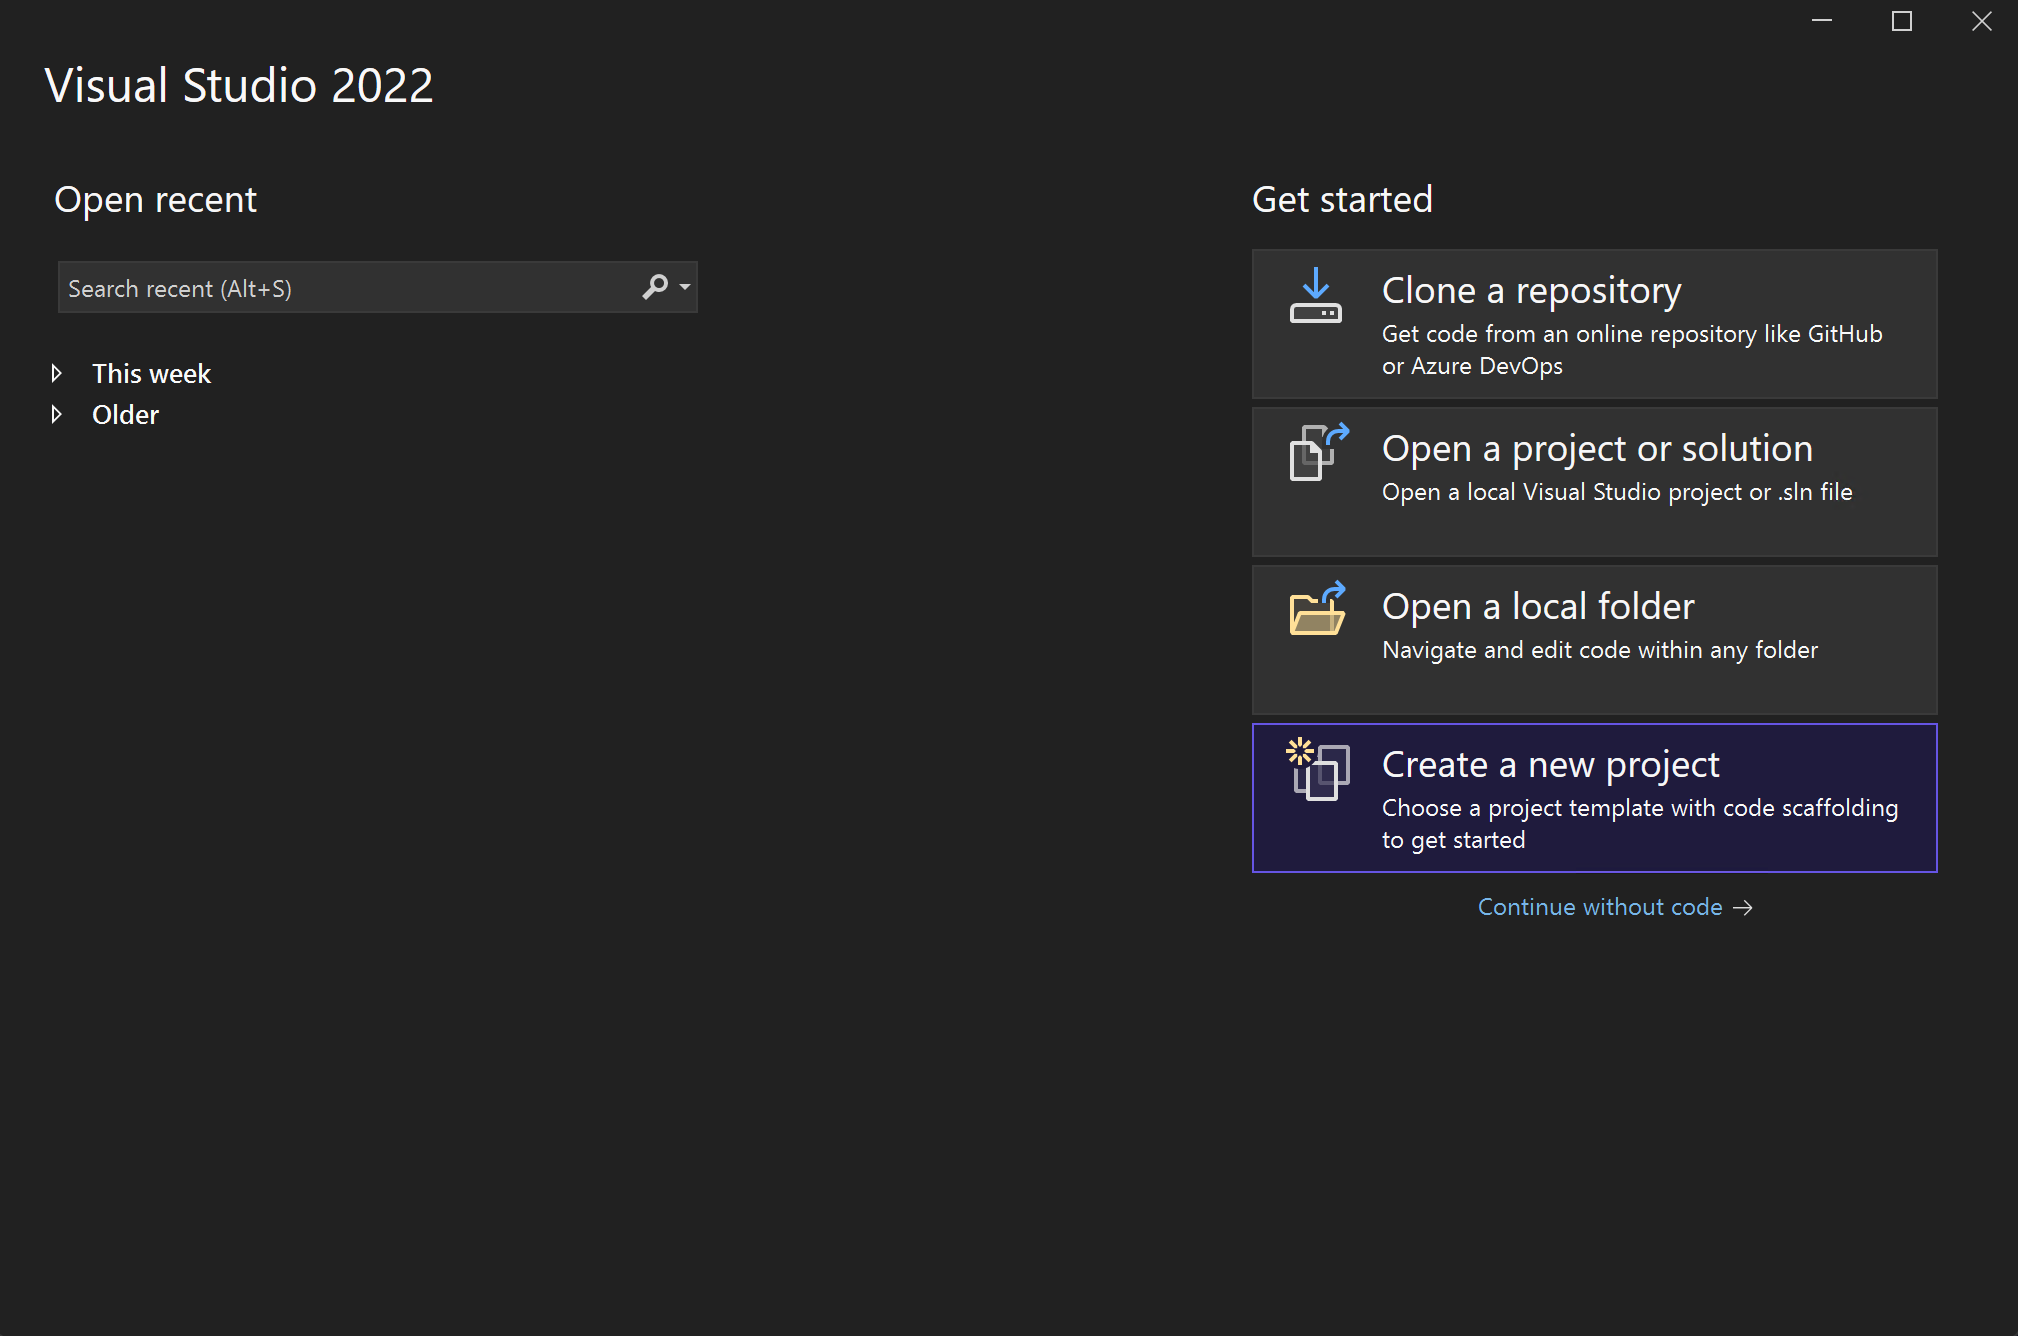 Visual Studio 2022
Open recent
Search recent (Alt+S)
This week
Older
Get started
Clone a repository
Get code from an online repository like GitHub
or Azure DevOps
Open a project or solution
Open a local Visual Studio project or .sln file
Open a local folder
Navigate and edit code within any folder
Create a new project
Choose a project template with code scaffolding
to get started
Continue without code →